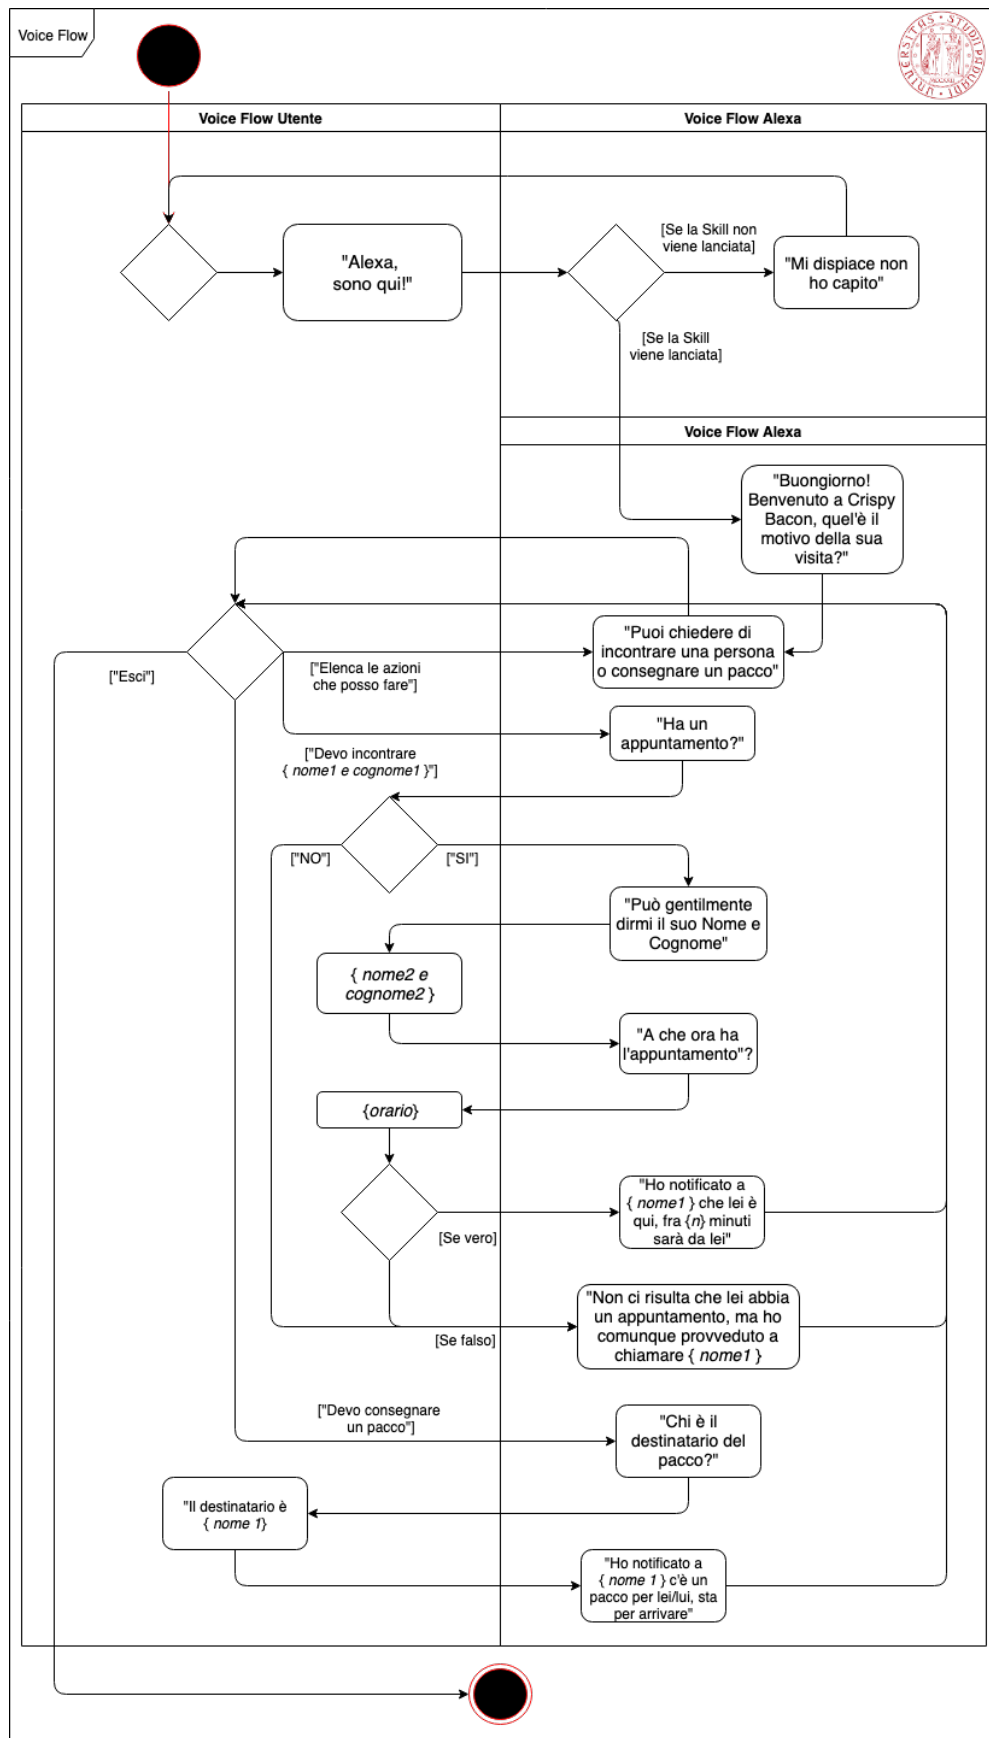 Voice Flow
UNIVERSITAS STUDII PADUANI
MCCXXII
Voice Flow Utente
Voice Flow Alexa
"Alexa,
sono qui!"
[Se la Skill non
viene lanciata]
"Mi dispiace non
ho capito"
[Se la Skill
viene lanciata]
Voice Flow Alexa
"Buongiorno!
Benvenuto a Crispy
Bacon, quel'è il
motivo della sua
visita?"
["Esci"]
["Elenca le azioni
che posso fare"]
"Puoi chiedere di
incontrare una persona
o consegnare un pacco"
["Devo incontrare
{ nome1 e cognome1 }"]
"Ha un
appuntamento?"
["NO"]
["SI"]
"Può gentilmente
dirmi il suo Nome e
Cognome"
{ nome2 e
cognome2 }
"A che ora ha
l'appuntamento"?
{orario}
[Se vero]
"Ho notificato a
{ nome1 } che lei è
qui, fra {n} minuti
sarà da lei"
[Se falso]
"Non ci risulta che lei abbia
un appuntamento, ma ho
comunque provveduto a
chiamare { nome1 }
["Devo consegnare
un pacco"]
"Chi è il
destinatario del
pacco?"
"Il destinatario è
{ nome 1}
"Ho notificato a
{ nome 1 } c'è un
pacco per lei/lui, sta
per arrivare"